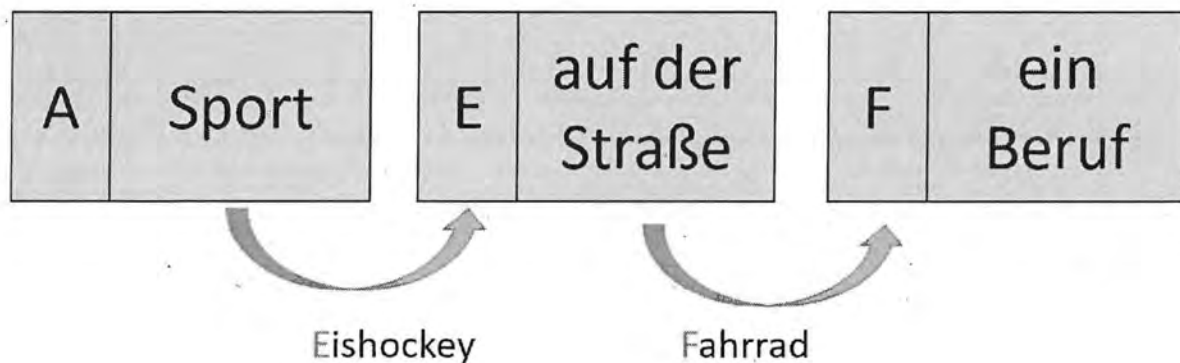 A
Sport
E
auf der
Straße
F
ein
Beruf
Eishockey
Fahrrad